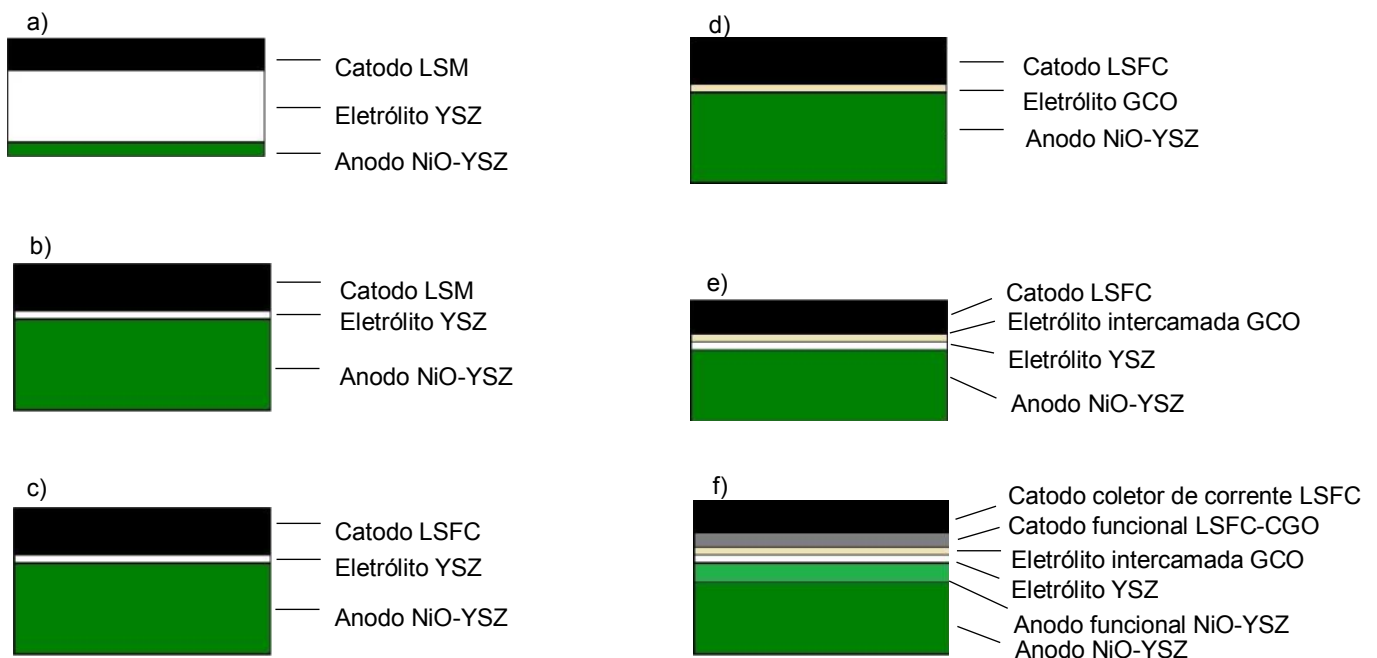 a)
Catodo LSM
Eletrólito YSZ
Anodo NiO-YSZ
b)
Catodo LSM
Eletrólito YSZ
Anodo NiO-YSZ
c)
Catodo LSFC
Eletrólito YSZ
Anodo NiO-YSZ
d)
Catodo LSFC
Eletrólito GCO
Anodo NiO-YSZ
e)
Catodo LSFC
Eletrólito intercamada GCO
Eletrólito YSZ
Anodo NiO-YSZ
f)
Catodo coletor de corrente LSFC
Catodo funcional LSFC-CGO
Eletrólito intercamada GCO
Eletrólito YSZ
Anodo funcional NiO-YSZ
Anodo NiO-YSZ